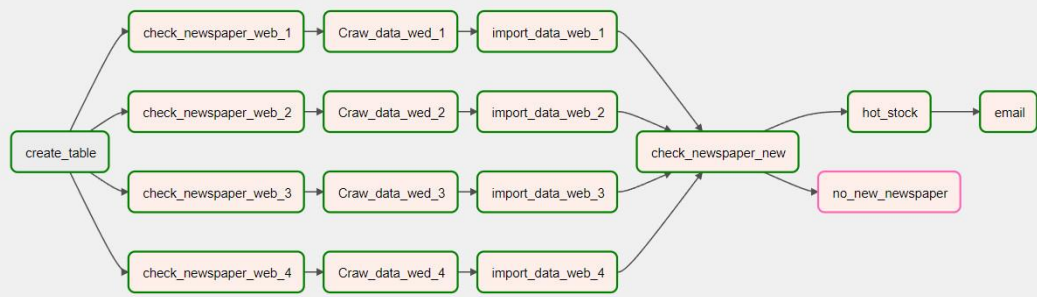 check_newspaper_web_1
Craw_data_wed_1
import_data_web_1
check_newspaper_web_2
Craw_data_wed_2
import_data_web_2
hot_stock
email
create_table
check_newspaper_new
check_newspaper_web_3
Craw_data_wed_3
import_data_web_3
no_new_newspaper
check_newspaper_web_4
Craw_data_wed_4
import_data_web_4